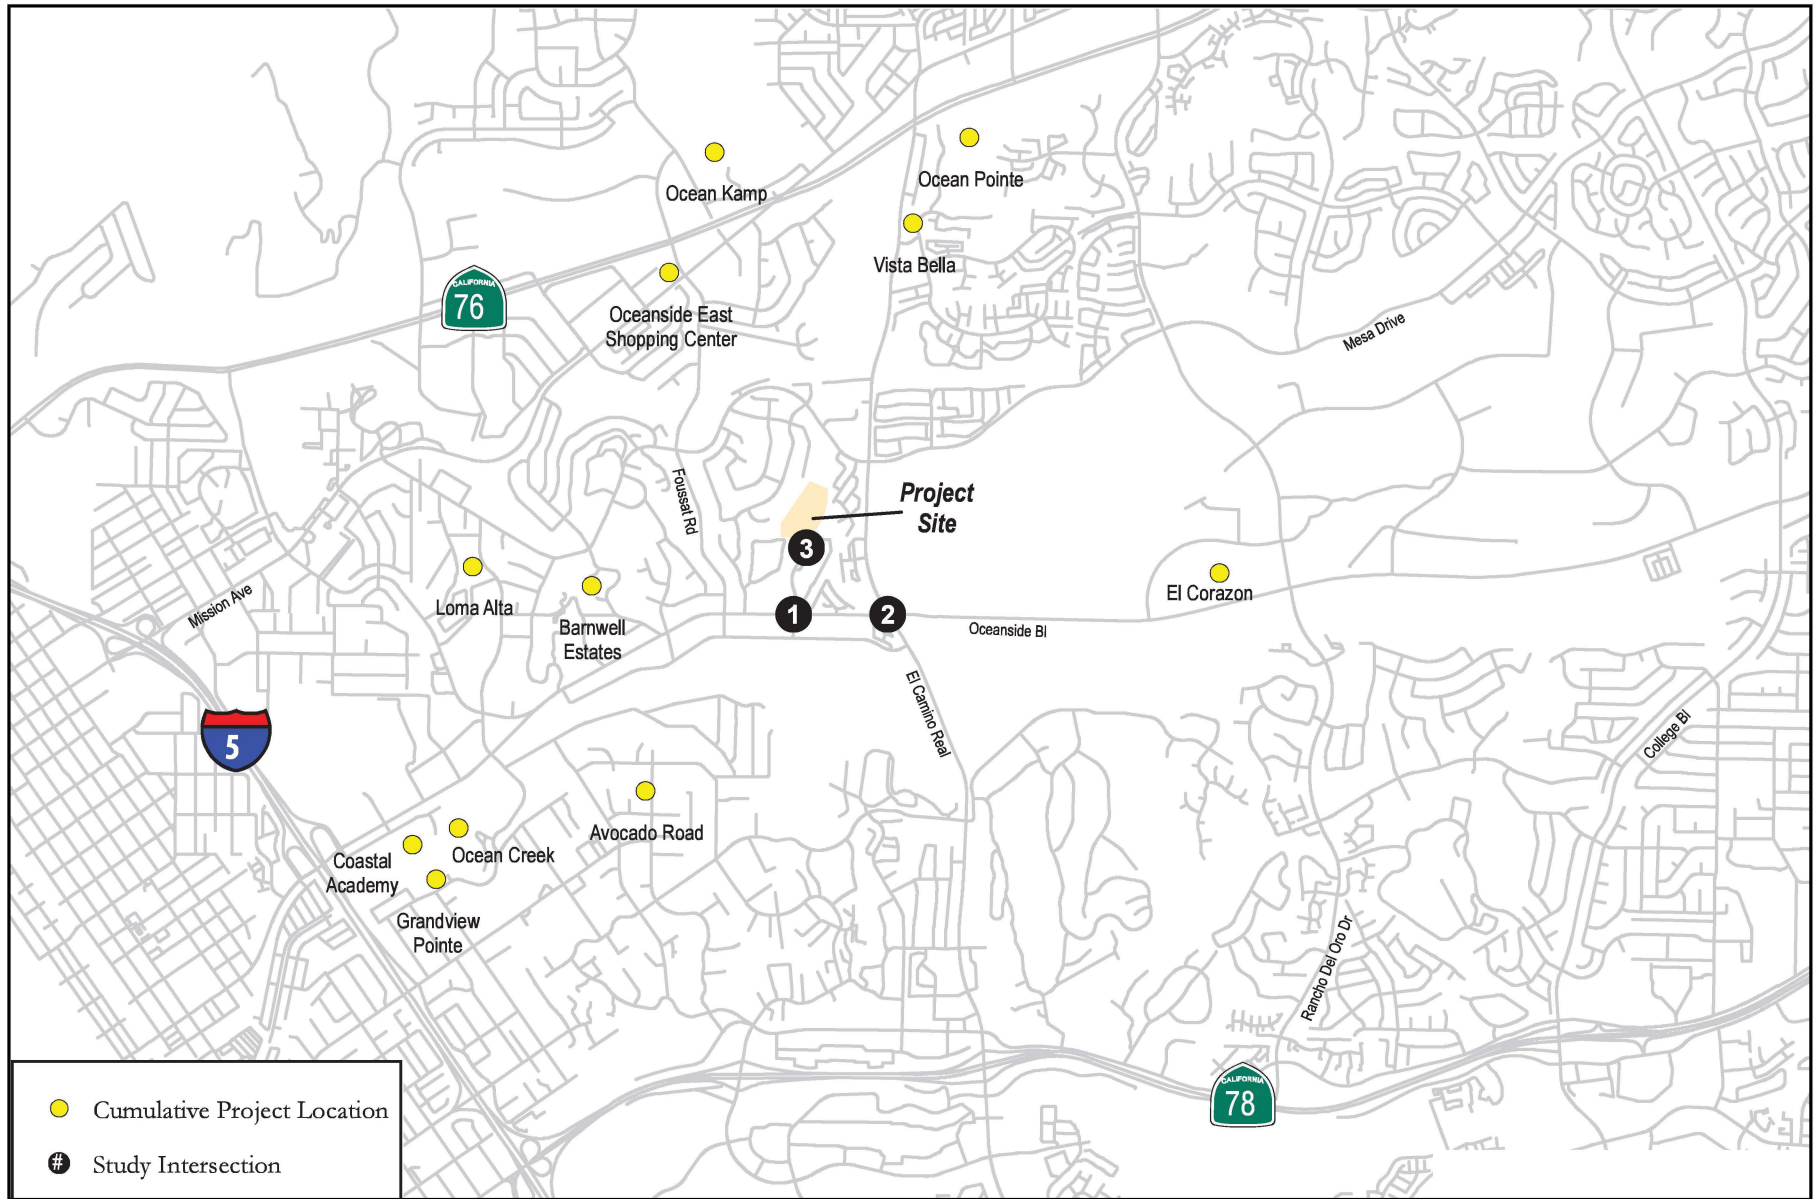 Ocean Kamp
Ocean Pointe
Vista Bella
CALIFORNIA
76
Oceanside East
Shopping Center
Mesa Drive
Foussat Rd
Project
Site
3
Mission Ave
Loma Alta
Barnwell
Estates
1
2
Oceanside Bl
El Corazon
El Camino Real
5
College Bl
Avocado Road
Coastal
Academy
Ocean Creek
Grandview
Pointe
Rancho Del Oro Dr
CALIFORNIA
78
Cumulative Project Location
# Study Intersection